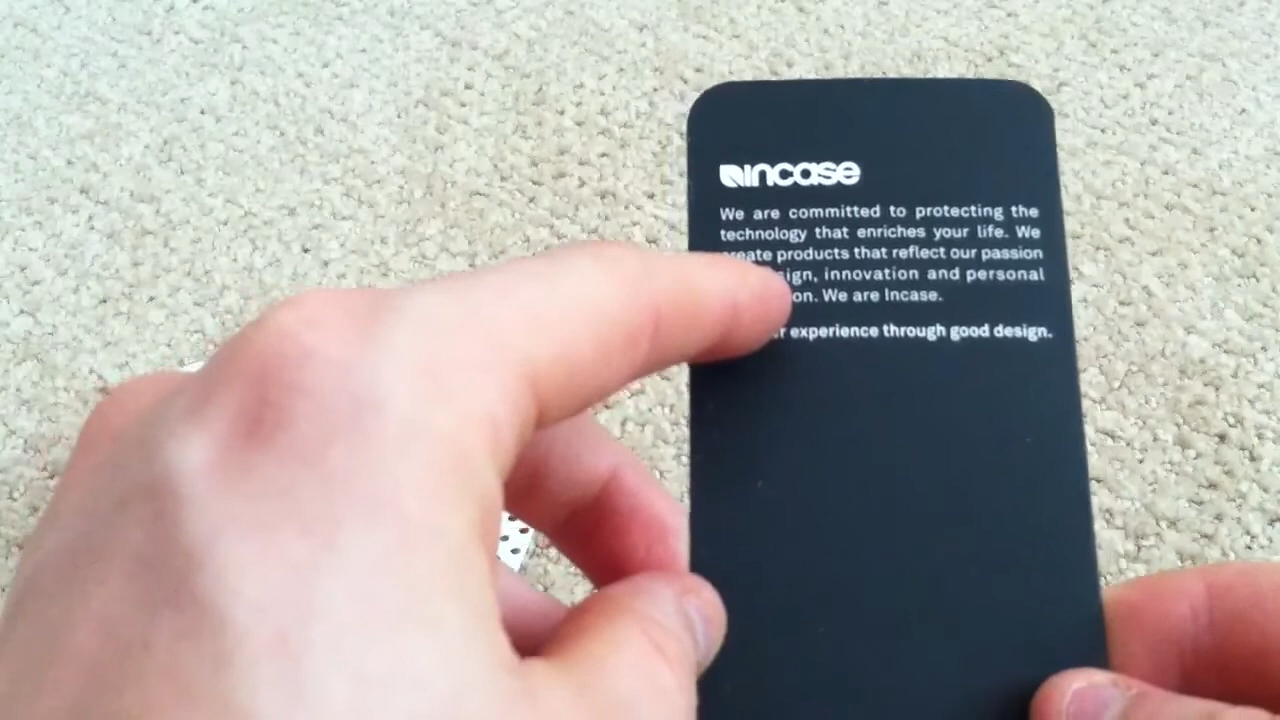 incase
We are committed to protecting the
technology that enriches your life. We
create products that reflect our passion
innovation and personal
We are Incase.
experience through good design.